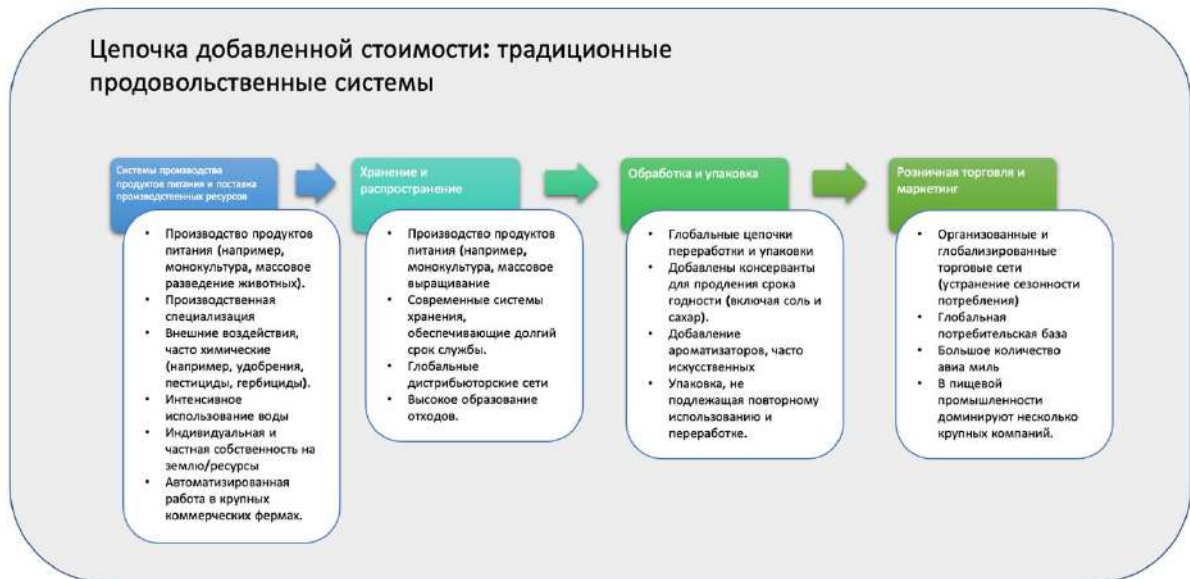 Цепочка добавленной стоимости: традиционные
продовольственные системы
Системы производства
продуктов питания и поставка
производственных ресурсов
Производство продуктов
питания (например,
монокультура, массовое
разведение животных).
Производственная
специализация
Внешние воздействия,
часто химические
(например, удобрения,
пестициды, гербициды).
Интенсивное
использование воды
Индивидуальная и
частная собственность на
землю/ресурсы
Автоматизированная
работа в крупных
коммерческих фермах.
Хранение и
распространение
Производство продуктов
питания (например,
монокультура, массовое
выращивание
Современные системы
хранения,
обеспечивающие долгий
срок службы.
Глобальные
дистрибьюторские сети
Высокое образование
отходов.
Обработка и упаковка
Глобальные цепочки
переработки и упаковки
Добавлены консерванты
для продления срока
годности (включая соль и
сахар).
Добавление
ароматизаторов, часто
искусственных
Упаковка, не
подлежащая повторному
использованию и
переработке.
Розничная торговля и
маркетинг
Организованные и
глобализированные
торговые сети
(устранение сезонности
потребления)
Глобальная
потребительская база
Большое количество
авиа миль
В пищевой
промышленности
доминируют несколько
крупных компаний.